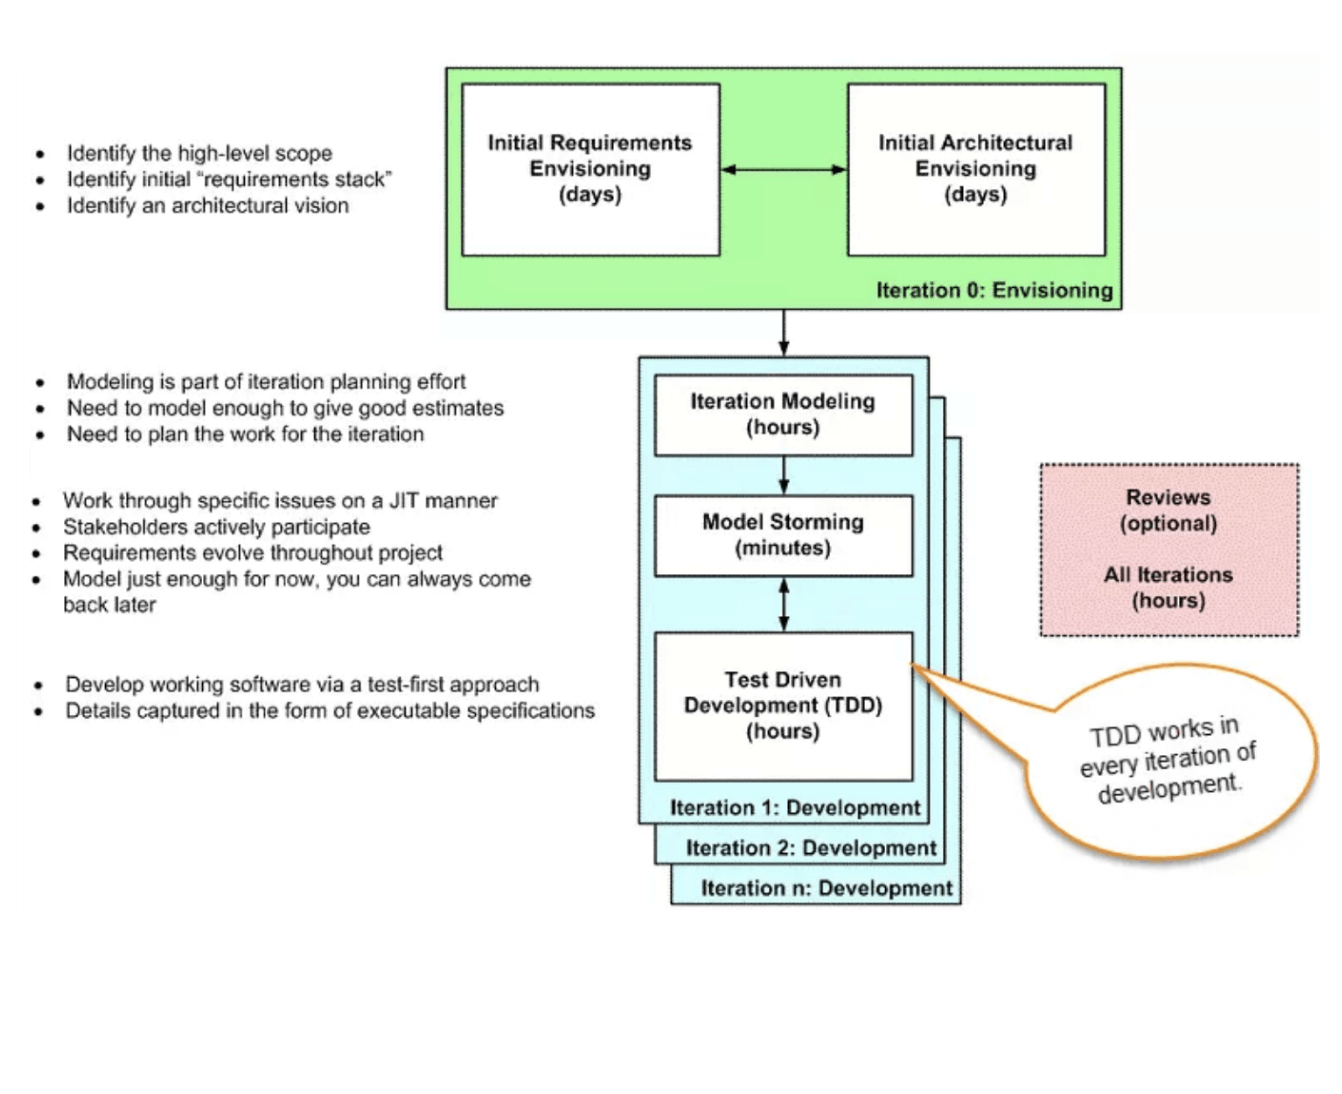 Initial Requirements
Envisioning
(days)
Initial Architectural
Envisioning
(days)
Iteration 0: Envisioning
• Identify the high-level scope
• Identify initial “requirements stack”
• Identify an architectural vision
• Modeling is part of iteration planning effort
• Need to model enough to give good estimates
• Need to plan the work for the iteration
Iteration Modeling
(hours)
• Work through specific issues on a JIT manner
• Stakeholders actively participate
• Requirements evolve throughout project
• Model just enough for now, you can always come
back later
Model Storming
(minutes)
• Develop working software via a test-first approach
• Details captured in the form of executable specifications
Test Driven
Development (TDD)
(hours)
Iteration 1: Development
Iteration 2: Development
Iteration n: Development
Reviews
(optional)
All Iterations
(hours)
TDD works in
every iteration of
development.